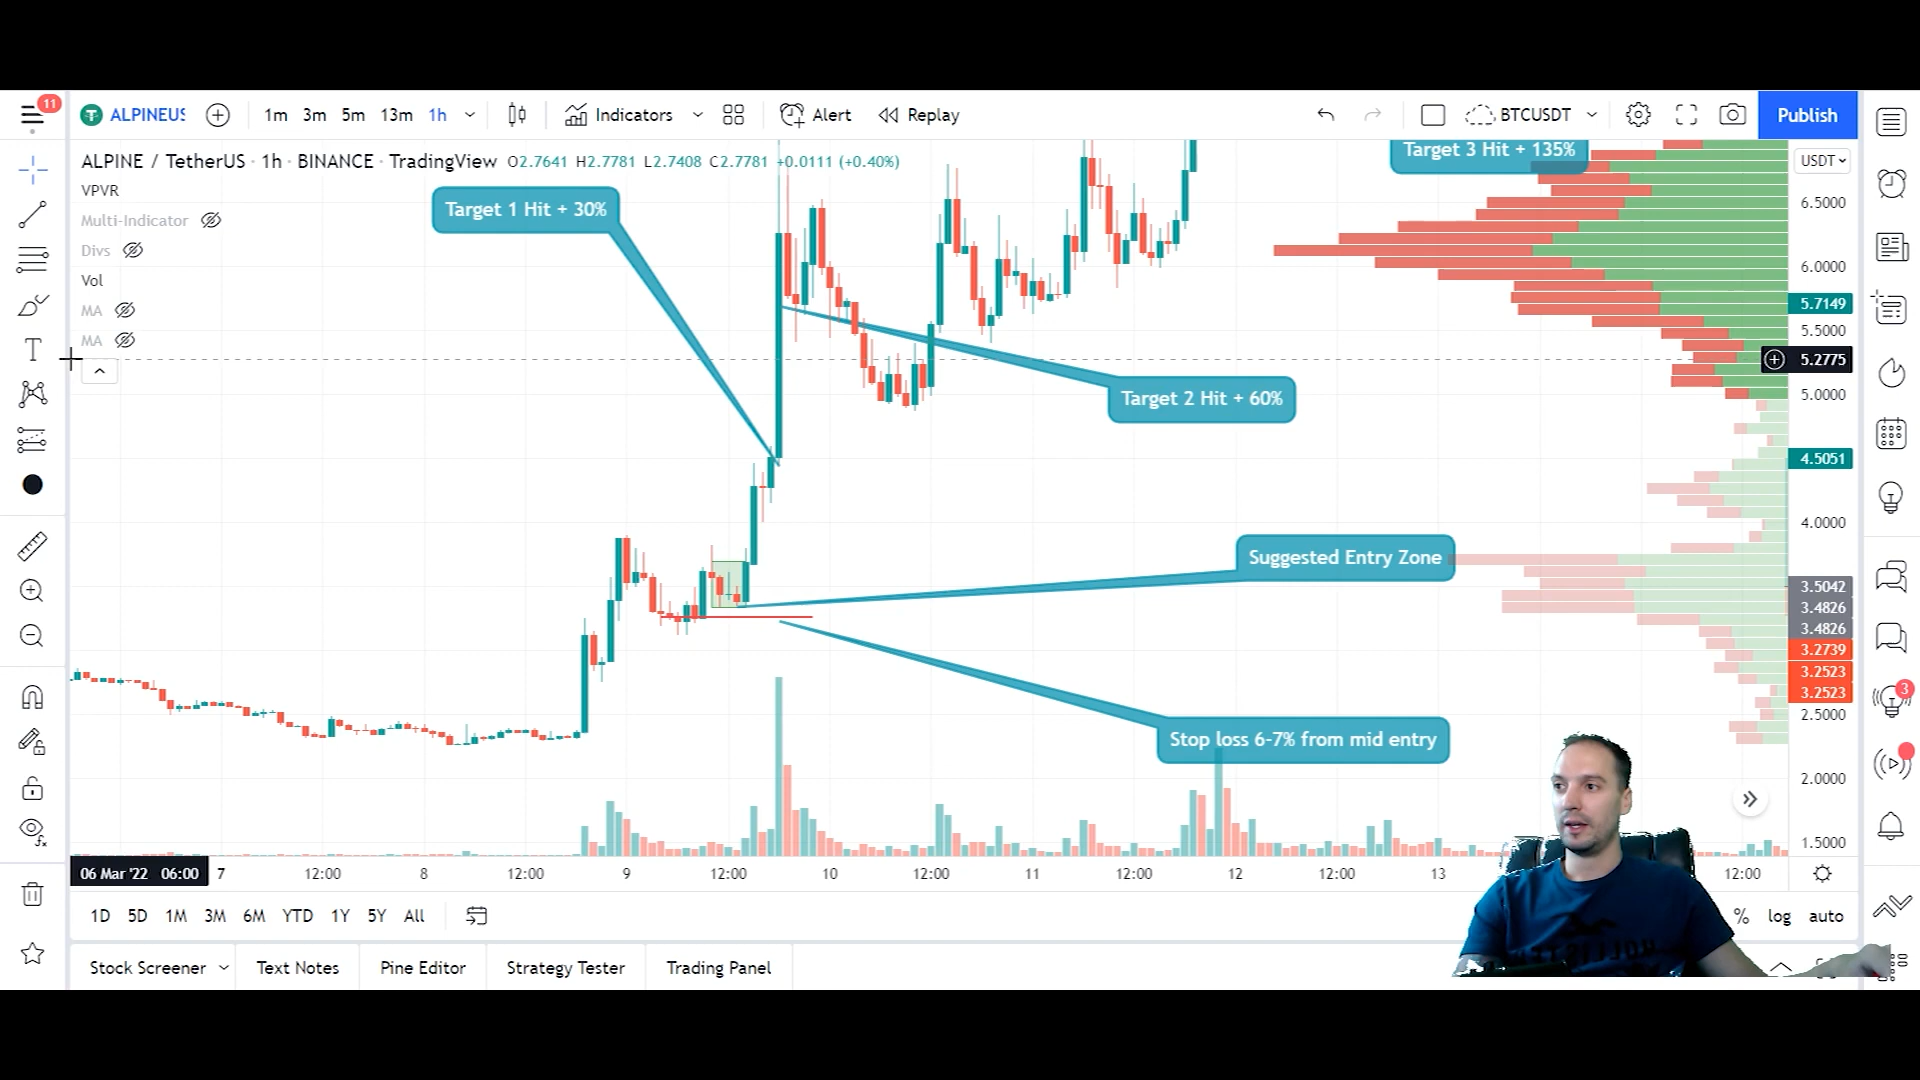 11
ALPINEUS
1m 3m 5m 13m 1h
Indicators
Alert
Replay
BTCUSDT
Publish
ALPINE / TetherUS · 1h · BINANCE · TradingView O2.7641 H2.7781 L2.7408 C2.7781 +0.0111 (+0.40%)
Target 3 Hit + 135%
USDT
VPVR
Multi-Indicator
Divs
Vol
MA
MA
Target 1 Hit + 30%
Target 2 Hit + 60%
Suggested Entry Zone
Stop loss 6-7% from mid entry
6.5000
6.0000
5.7149
5.5000
5.2775
5.0000
4.5051
4.0000
3.5042
3.4826
3.4826
3.2739
3.2523
3.2523
2.5000
2.0000
1.5000
3
06 Mar '22 06:00 7 12:00 8 12:00 9 12:00 10 12:00 11 12:00 12 12:00 13 12:00
1D 5D 1M 3M 6M YTD 1Y 5Y All
% log auto
Stock Screener Text Notes Pine Editor Strategy Tester Trading Panel